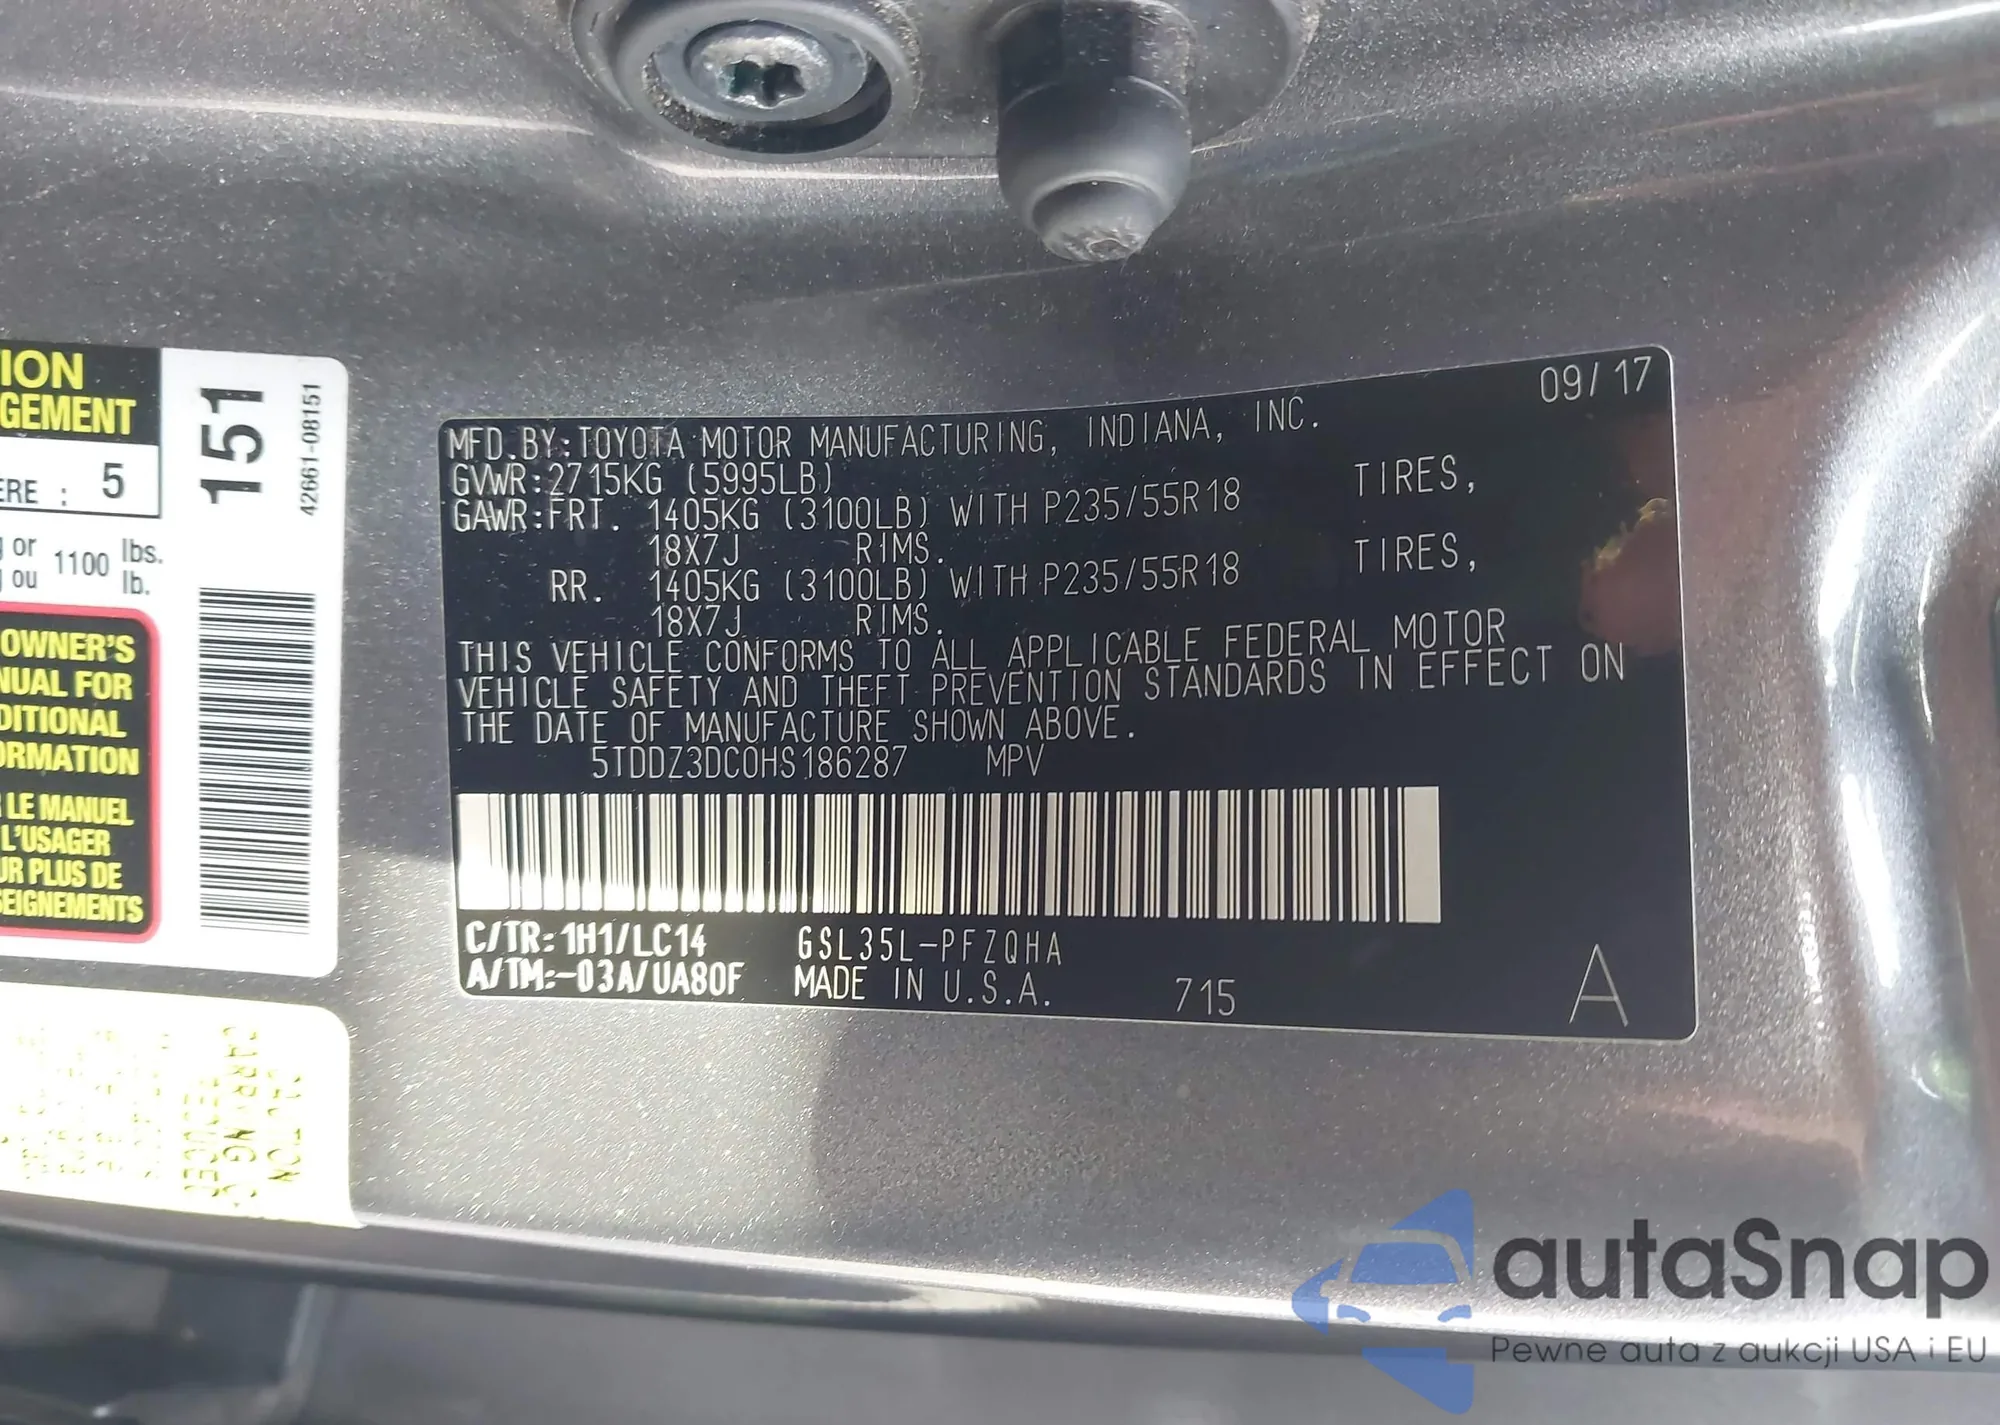 ION
GEMENT
ERE : 5
g or 1100 lbs.
g ou lb.
OWNER'S
NUAL FOR
DITIONAL
ORMATION
LE MANUEL
L'USAGER
UR PLUS DE
SEIGNEMENTS
151
42661-08151
09/17
MFD.BY:TOYOTA MOTOR MANUFACTURING, INDIANA, INC.
GVWR:2715KG (5995LB)
GAWR:FRT. 1405KG (3100LB) WITH P235/55R18 TIRES,
18X7J RIMS.
RR. 1405KG (3100LB) WITH P235/55R18 TIRES,
18X7J RIMS.
THIS VEHICLE CONFORMS TO ALL APPLICABLE FEDERAL MOTOR
VEHICLE SAFETY AND THEFT PREVENTION STANDARDS IN EFFECT ON
THE DATE OF MANUFACTURE SHOWN ABOVE.
5TDDZ3DC0HS186287 MPV
C/TR:1H1/LC14 GSL35L-PFZQHA
A/TM:-03A/UA80F MADE IN U.S.A. 715 A
autaSnap
Pewne auta z aukcji USA i EU